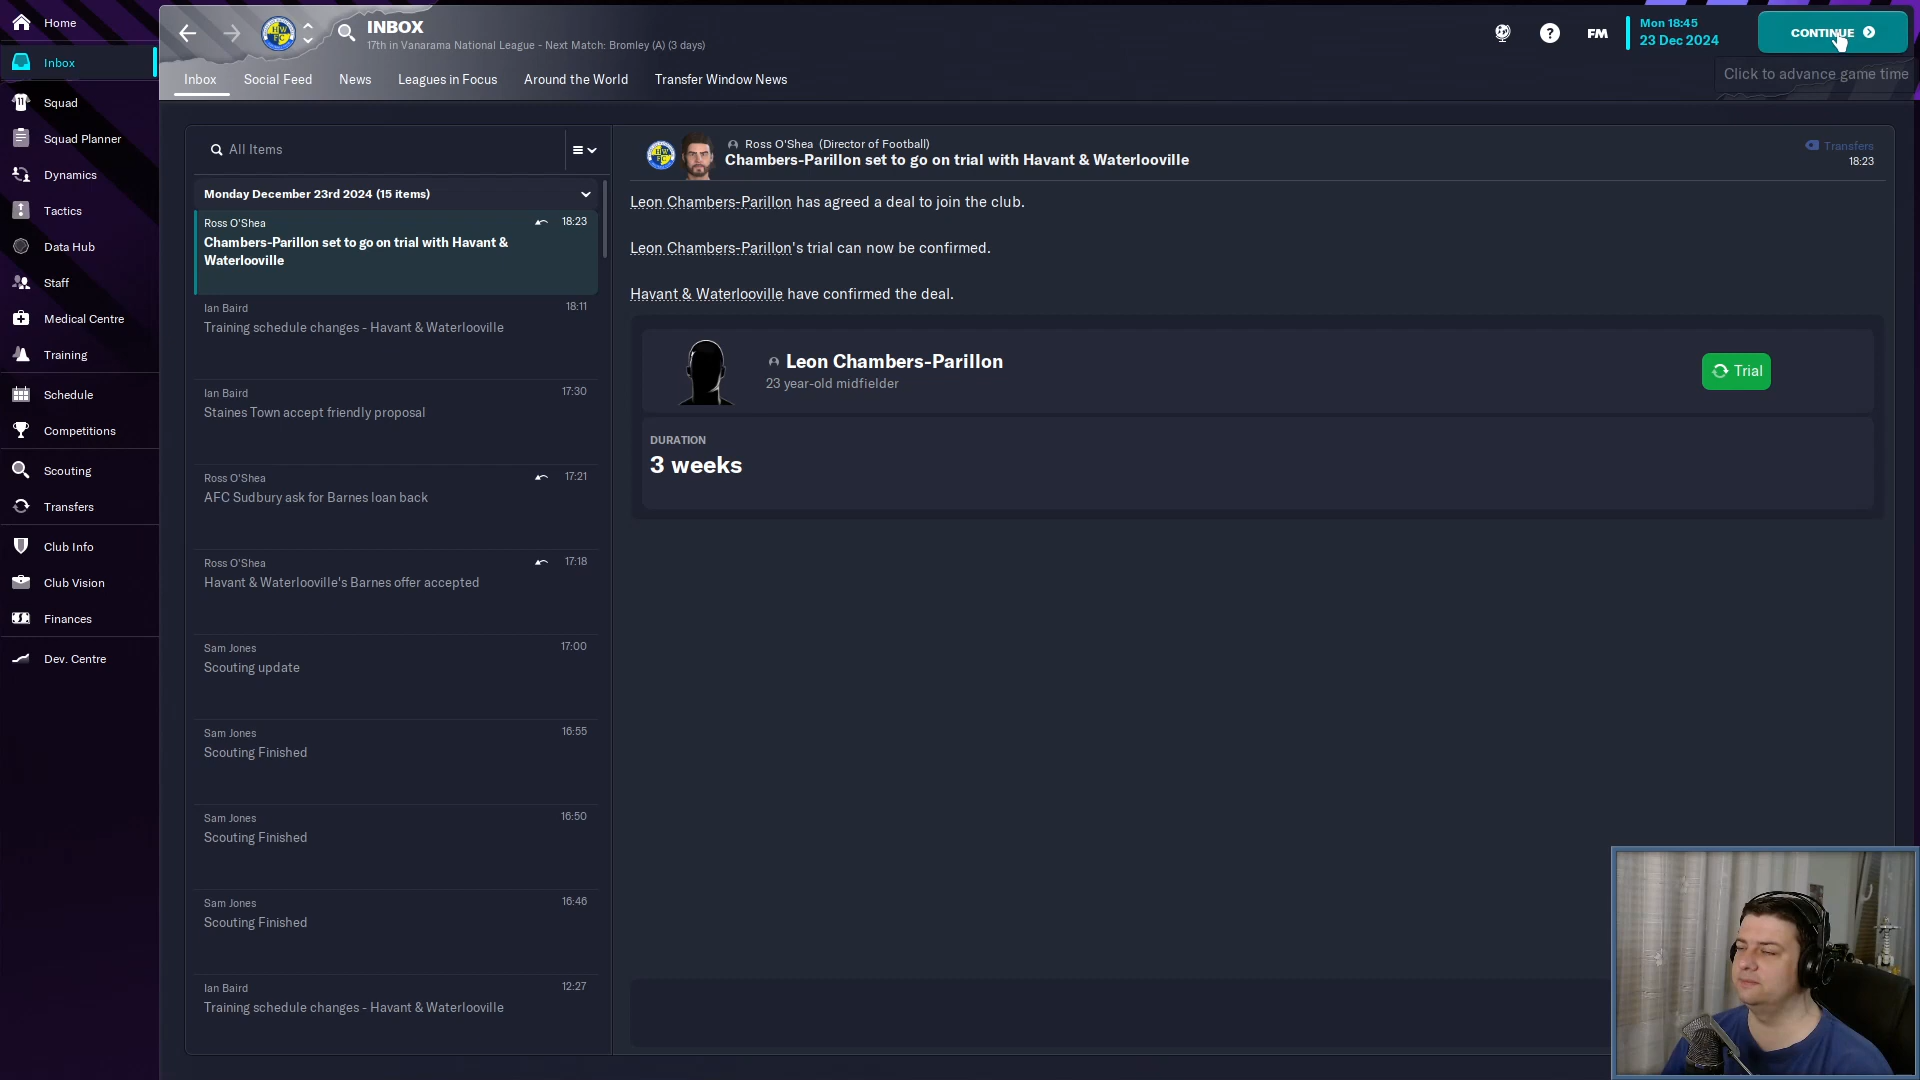 Home
Inbox
Squad
Squad Planner
Dynamics
Tactics
Data Hub
Staff
Medical Centre
Training
Schedule
Competitions
Scouting
Transfers
Club Info
Club Vision
Finances
Dev. Centre
INBOX
17th in Vanarama National League - Next Match: Bromley (A) (3 days)
FM
Mon 18:45
23 Dec 2024
CONTINUE
Click to advance game time
Inbox
Social Feed
News
Leagues in Focus
Around the World
Transfer Window News
All Items
Monday December 23rd 2024 (15 items)
Ross O'Shea
18:23
Chambers-Parillon set to go on trial with Havant &
Waterlooville
Ian Baird
18:11
Training schedule changes - Havant & Waterlooville
Ian Baird
17:30
Staines Town accept friendly proposal
Ross O'Shea
17:21
AFC Sudbury ask for Barnes loan back
Ross O'Shea
17:18
Havant & Waterlooville's Barnes offer accepted
Sam Jones
17:00
Scouting update
Sam Jones
16:55
Scouting Finished
Sam Jones
16:50
Scouting Finished
Sam Jones
16:46
Scouting Finished
Ian Baird
12:27
Training schedule changes - Havant & Waterlooville
Ross O'Shea (Director of Football)
Chambers-Parillon set to go on trial with Havant & Waterlooville
Transfers
18:23
Leon Chambers-Parillon has agreed a deal to join the club.
Leon Chambers-Parillon's trial can now be confirmed.
Havant & Waterlooville have confirmed the deal.
Leon Chambers-Parillon
23 year-old midfielder
Trial
DURATION
3 weeks